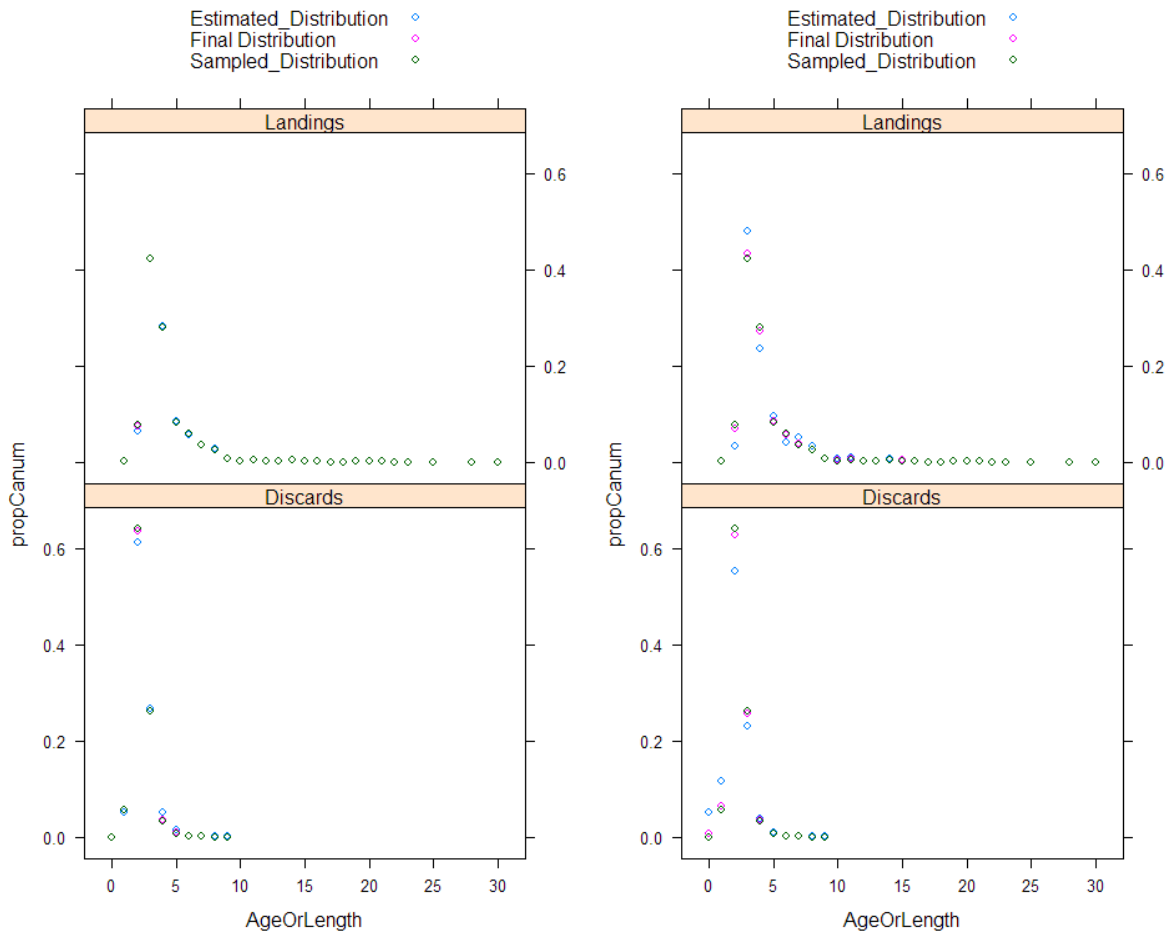 Estimated_Distribution
Final Distribution
Sampled_Distribution
Landings
0.6
0.4
0.2
0.0
Discards
0.6
0.4
0.2
0.0
propCanum
0 5 10 15 20 25 30
AgeOrLength
Estimated_Distribution
Final Distribution
Sampled_Distribution
Landings
0.6
0.4
0.2
0.0
Discards
0.6
0.4
0.2
0.0
propCanum
0 5 10 15 20 25 30
AgeOrLength